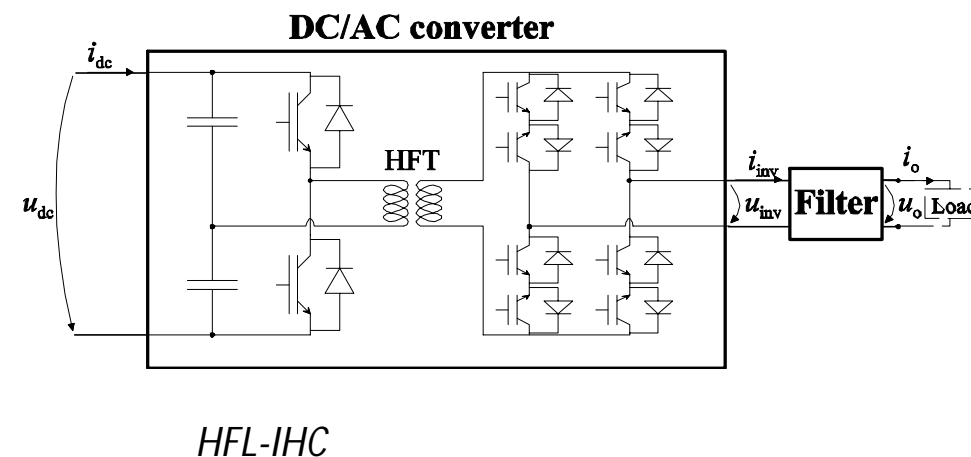 DC/AC converter
idc
udc
HFT
iinv
uinv
Filter
io
uo
Load
HFL-IHC